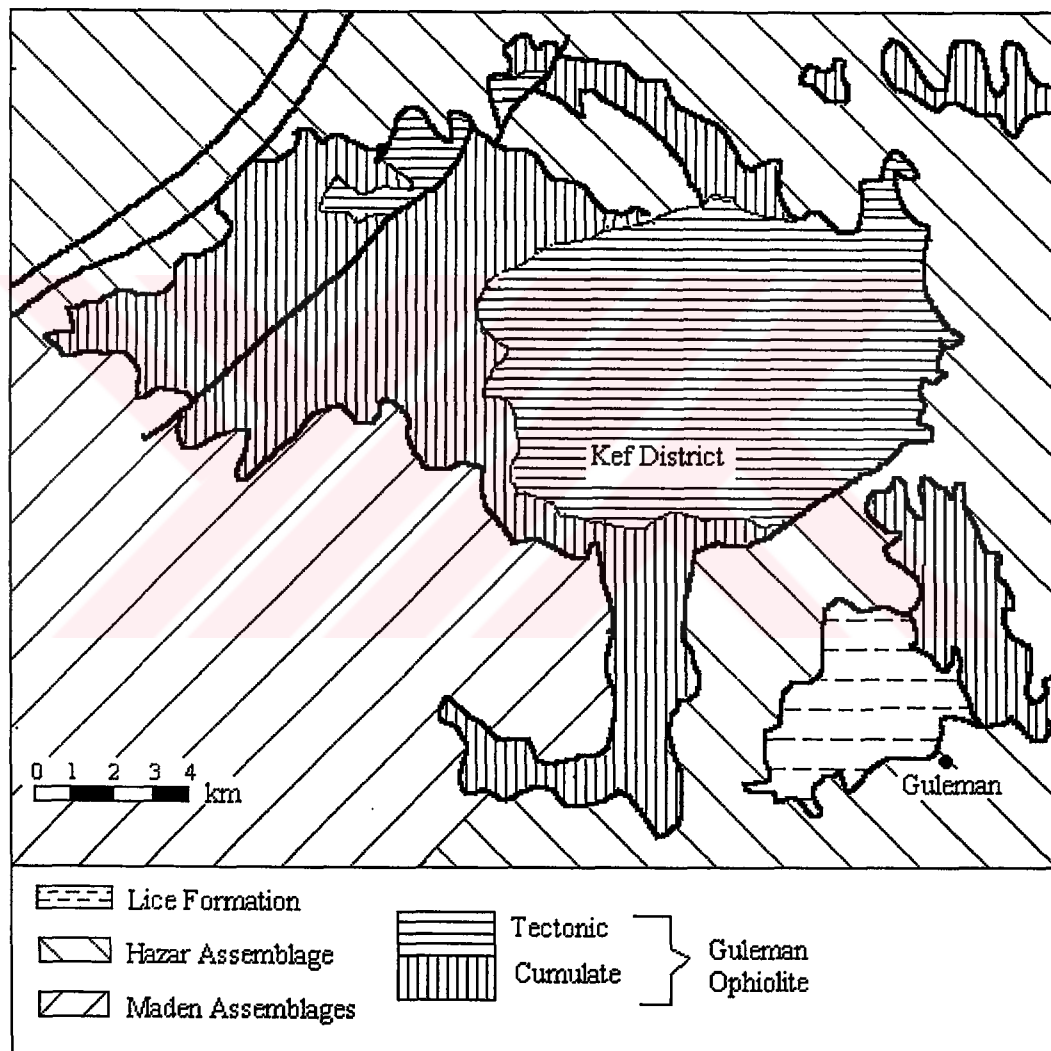 Kef District
0 1 2 3 4
km
Guleman
Lice Formation
Hazar Assemblage
Maden Assemblages
Tectonic
Cumulate
Guleman
Ophiolite